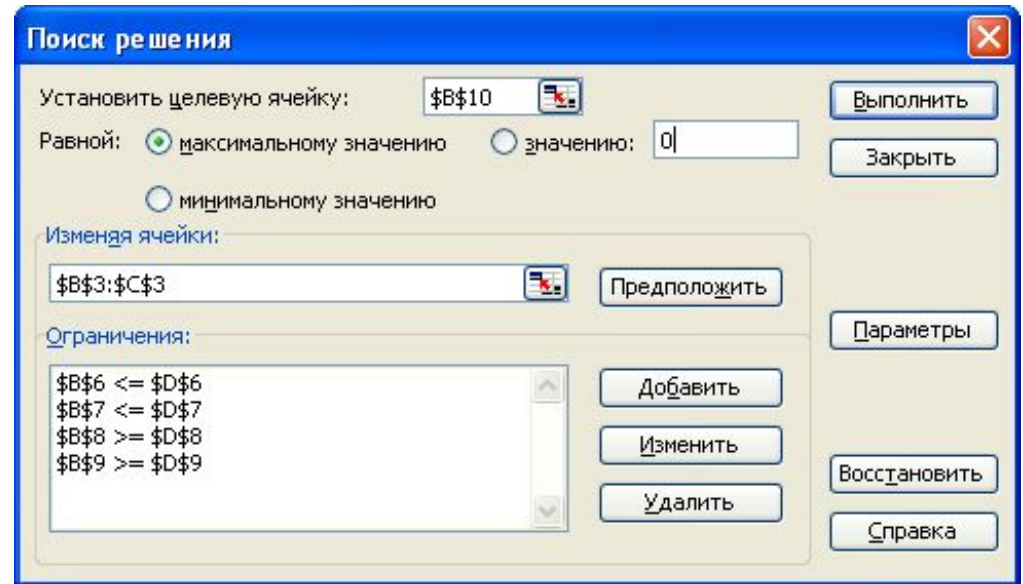 Поиск решения
Установить целевую ячейку: $B$10
Выполнить
Равной: максимальному значению значению: 0
Закрыть
минимальному значению
Изменяя ячейки:
$B$3:$C$3
Предположить
Параметры
Ограничения:
$B$6 <= $D$6
$B$7 <= $D$7
$B$8 >= $D$8
$B$9 >= $D$9
Добавить
Изменить
Удалить
Восстановить
Справка